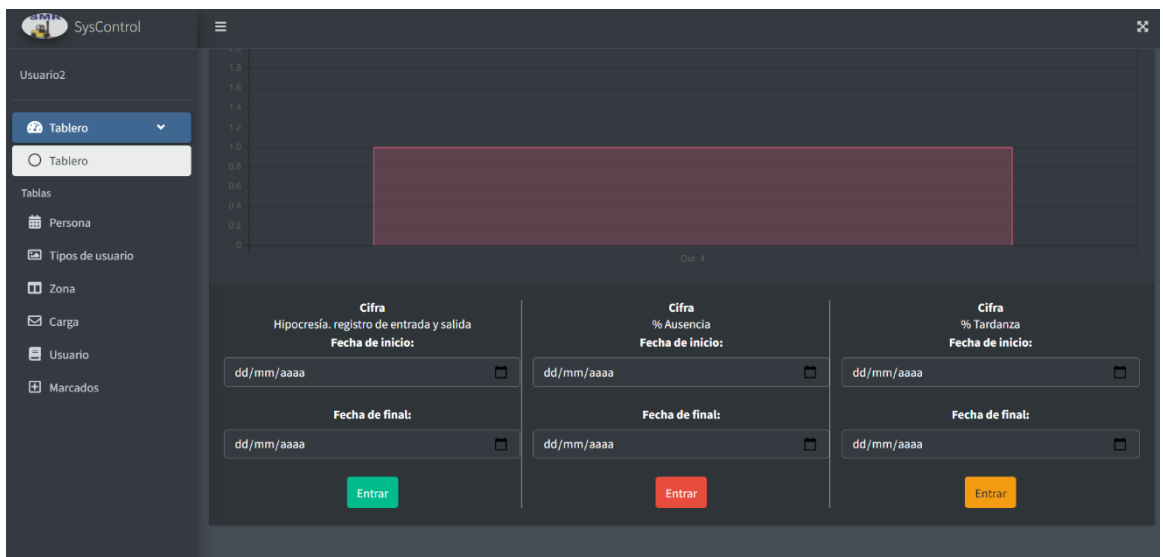 SMR SysControl
Usuario2
Tablero
Tablero
Tablas
Persona
Tipos de usuario
Zona
Carga
Usuario
Marcados
2.0
1.8
1.6
1.4
1.2
1.0
0.8
0.6
0.4
0.2
0
Dia: 4
Cifra
Hipocresía. registro de entrada y salida
Fecha de inicio:
dd/mm/aaaa
Fecha de final:
dd/mm/aaaa
Entrar
Cifra
% Ausencia
Fecha de inicio:
dd/mm/aaaa
Fecha de final:
dd/mm/aaaa
Entrar
Cifra
% Tardanza
Fecha de inicio:
dd/mm/aaaa
Fecha de final:
dd/mm/aaaa
Entrar